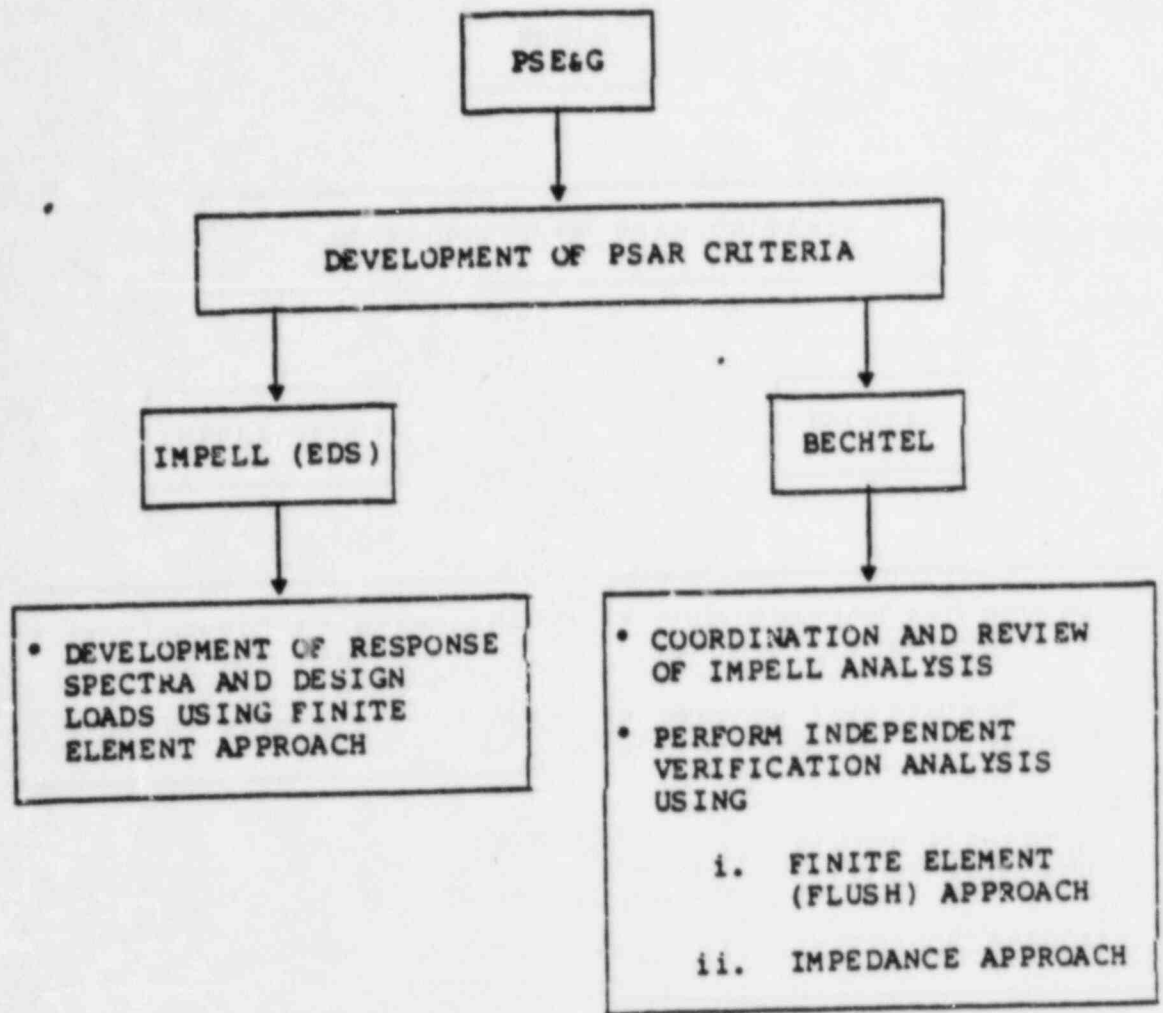 PSE&G
DEVELOPMENT OF PSAR CRITERIA
IMPELL (EDS)
BECHTEL
• DEVELOPMENT OF RESPONSE
SPECTRA AND DESIGN
LOADS USING FINITE
ELEMENT APPROACH
• COORDINATION AND REVIEW
OF IMPELL ANALYSIS
• PERFORM INDEPENDENT
VERIFICATION ANALYSIS
USING
i. FINITE ELEMENT
(FLUSH) APPROACH
ii. IMPEDANCE APPROACH